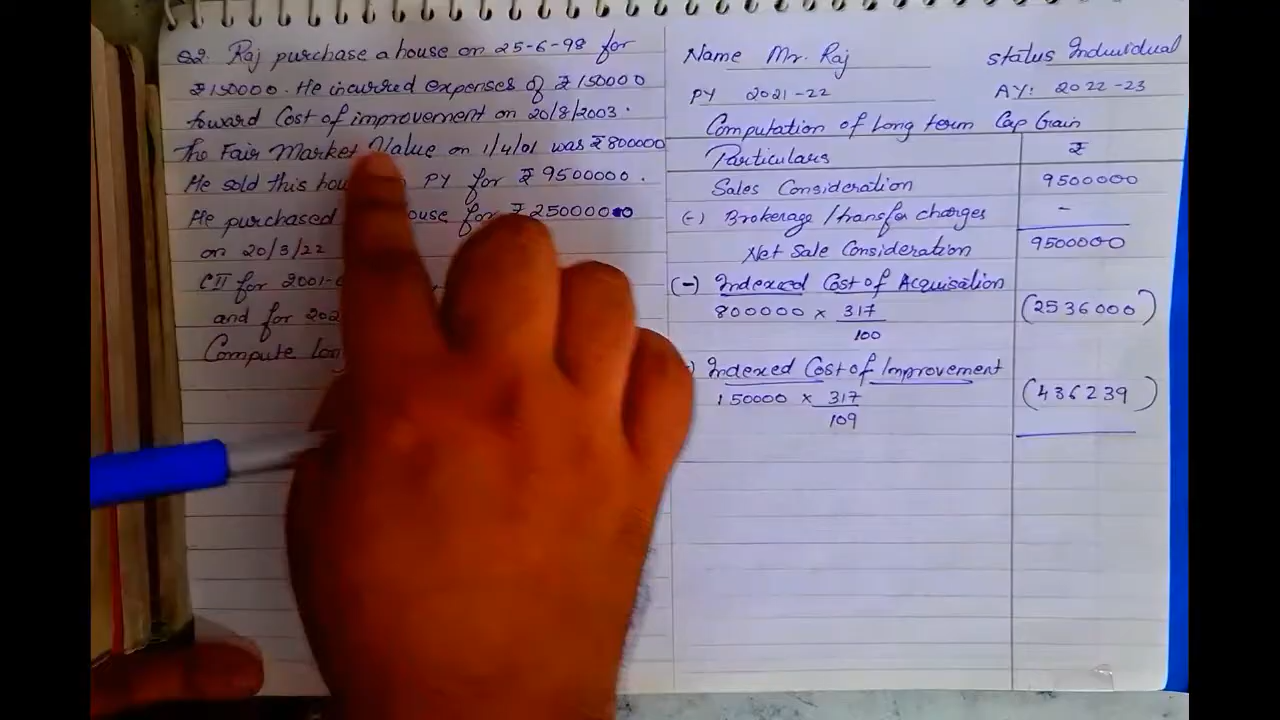 Q2. Raj purchase a house on 25-6-98 for
₹150000. He incurred expenses of ₹150000
toward Cost of improvement on 20/8/2003.
The Fair Market Value on 1/4/01 was ₹800000
He sold this PY for ₹9500000.
He purchased for ₹2500000
on 20/3/22
CII for 2001-
and for
Compute
Name Mr. Raj Status Individual
PY 2021-22 AY: 2022-23
Computation of Long term Cap Gain
Particulars ₹
Sales Consideration 9500000
(-) Brokerage/transfer charges -
Net Sale Consideration 9500000
(-) Indexed Cost of Acquisation
800000 × 317/100 (2536000)
Indexed Cost of Improvement
150000 × 317/109 (436239)